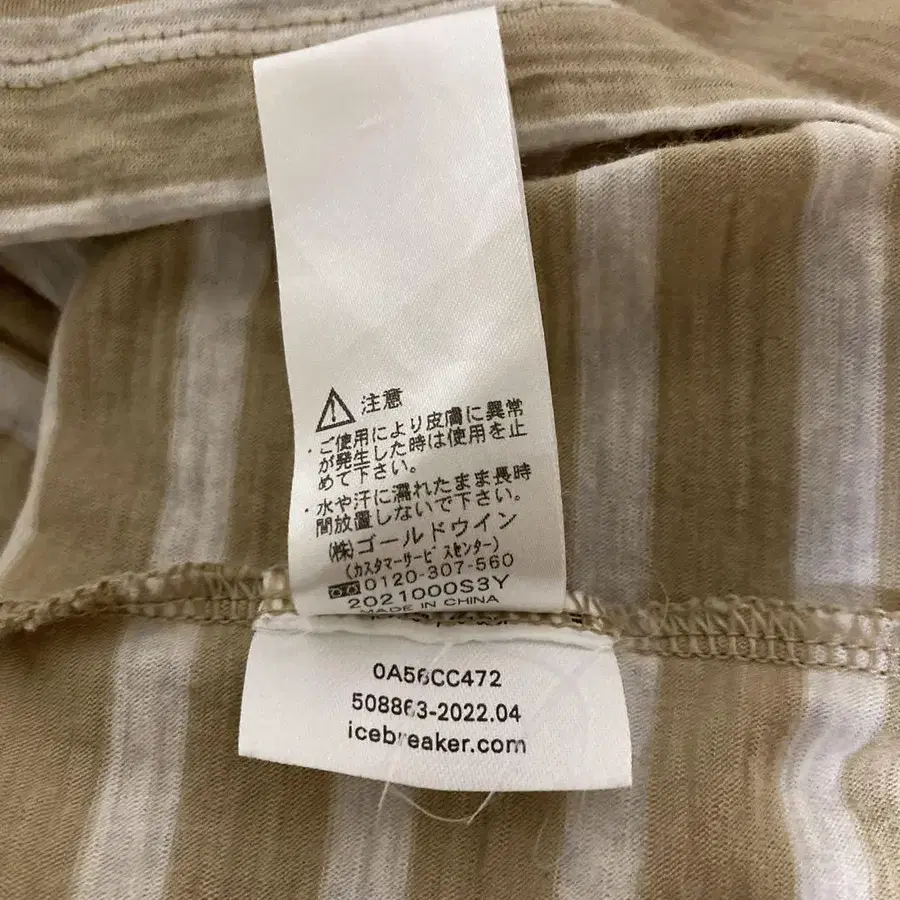 注意
・ご使用により皮膚に異常
が発生した時は使用を止
めて下さい。
・水や汗に濡れたまま長時
間放置しないで下さい。
(株)ゴールドウイン
(カスタマーサービスセンター)
0120-307-560
2021000S3Y
MADE IN CHINA
0A56CC472
508863-2022.04
icebreaker.com